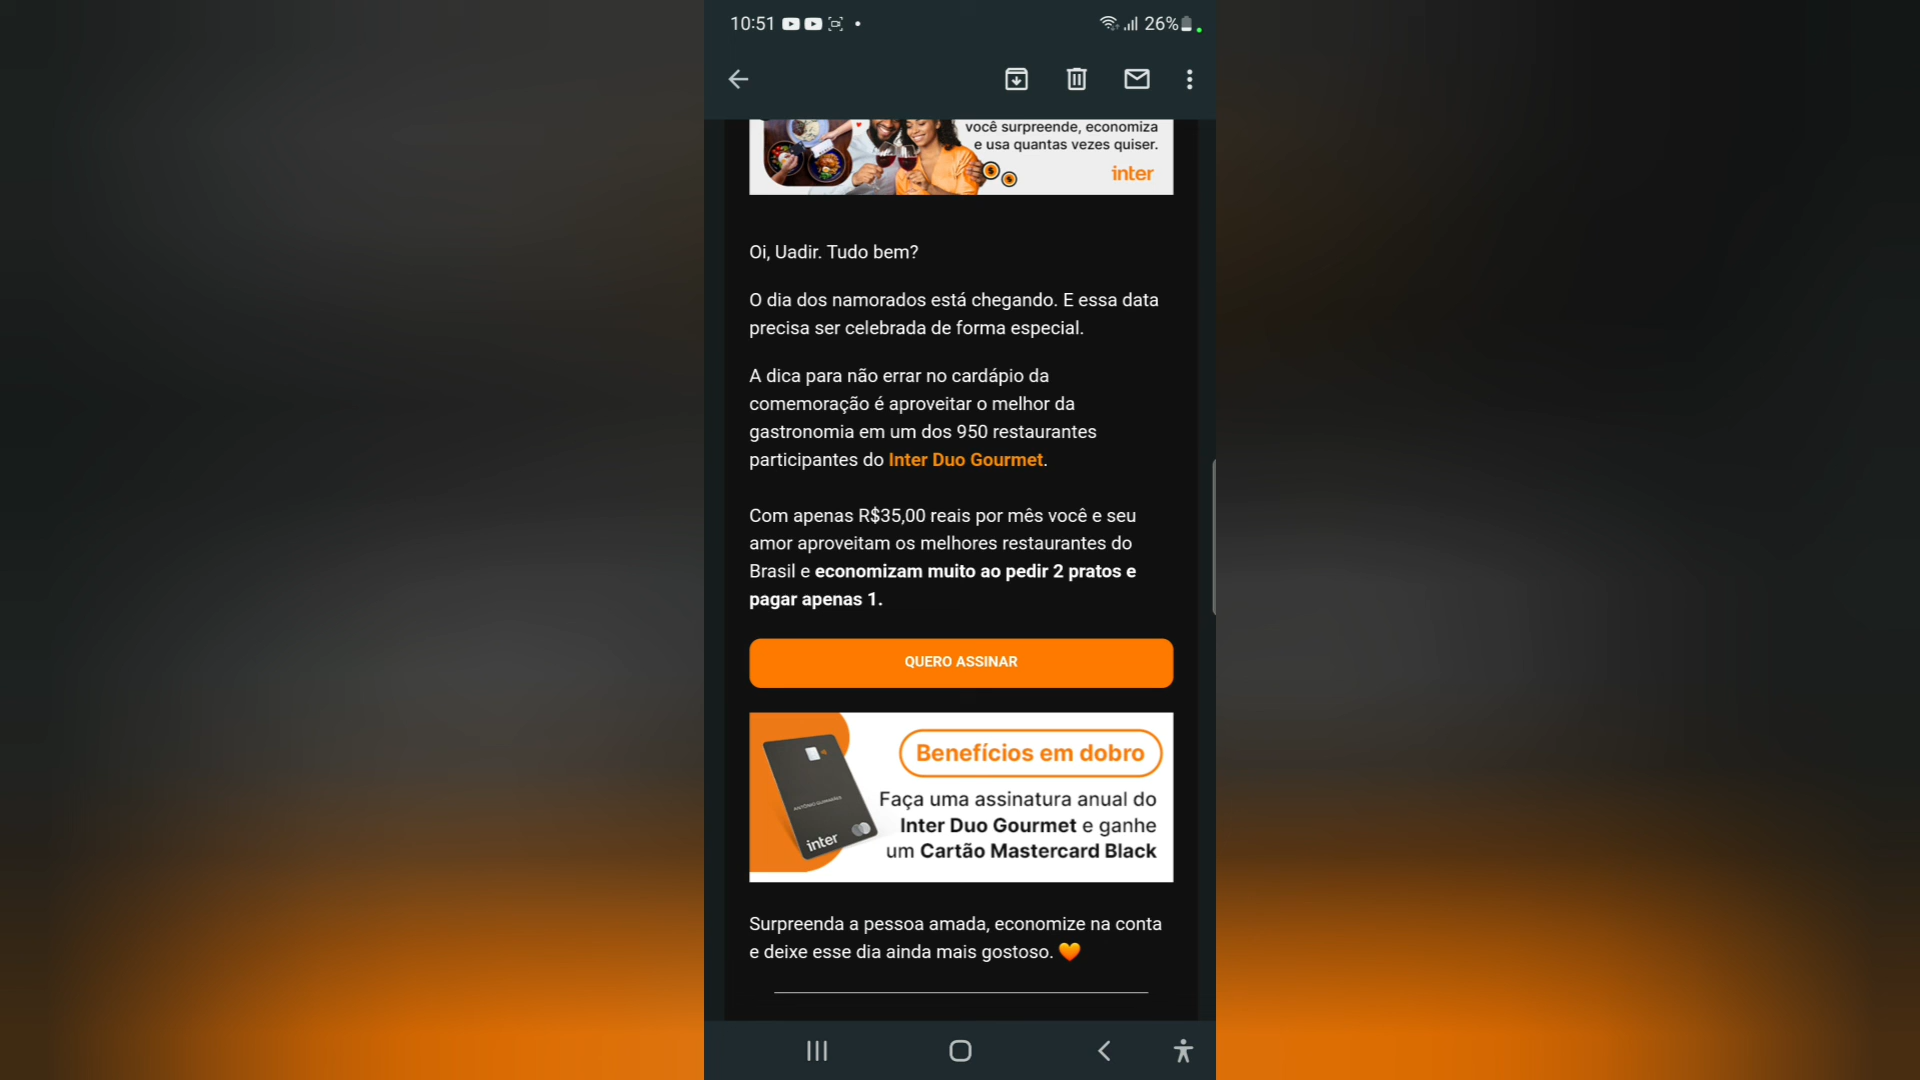 10:51
26%
você surpreende, economiza
e usa quantas vezes quiser.
inter
Oi, Uadir. Tudo bem?
O dia dos namorados está chegando. E essa data
precisa ser celebrada de forma especial.
A dica para não errar no cardápio da
comemoração é aproveitar o melhor da
gastronomia em um dos 950 restaurantes
participantes do Inter Duo Gourmet.
Com apenas R$35,00 reais por mês você e seu
amor aproveitam os melhores restaurantes do
Brasil e economizam muito ao pedir 2 pratos e
pagar apenas 1.
QUERO ASSINAR
Benefícios em dobro
Faça uma assinatura anual do
Inter Duo Gourmet e ganhe
um Cartão Mastercard Black
ANTÔNIO GUIMARÃES
inter
Surpreenda a pessoa amada, economize na conta
e deixe esse dia ainda mais gostoso. 🧡